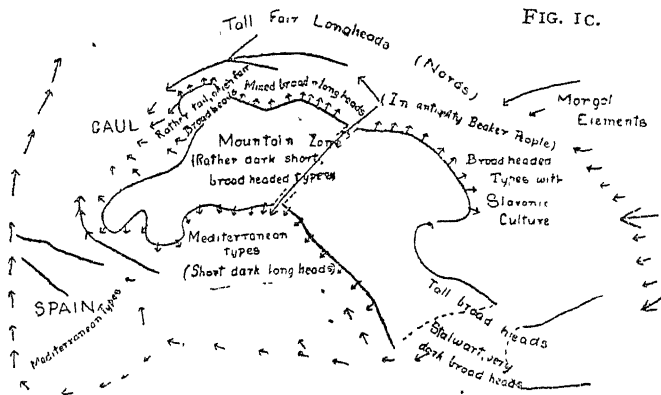 FIG. 1C.
Tall Fair Longheads
(Nords)
Mongol
Elements
(In antiquity Beaker People)
Mixed broad & long heads
Rather tall, often fair
Broad heads
GAUL
Mountain Zone
(Rather dark short,
broad headed types)
Broad headed
Types with
Slavonic
Culture
Mediterranean
types
(Short dark long heads)
SPAIN
Mediterranean Types
Tall broad heads
Stalwart, very
dark broad heads